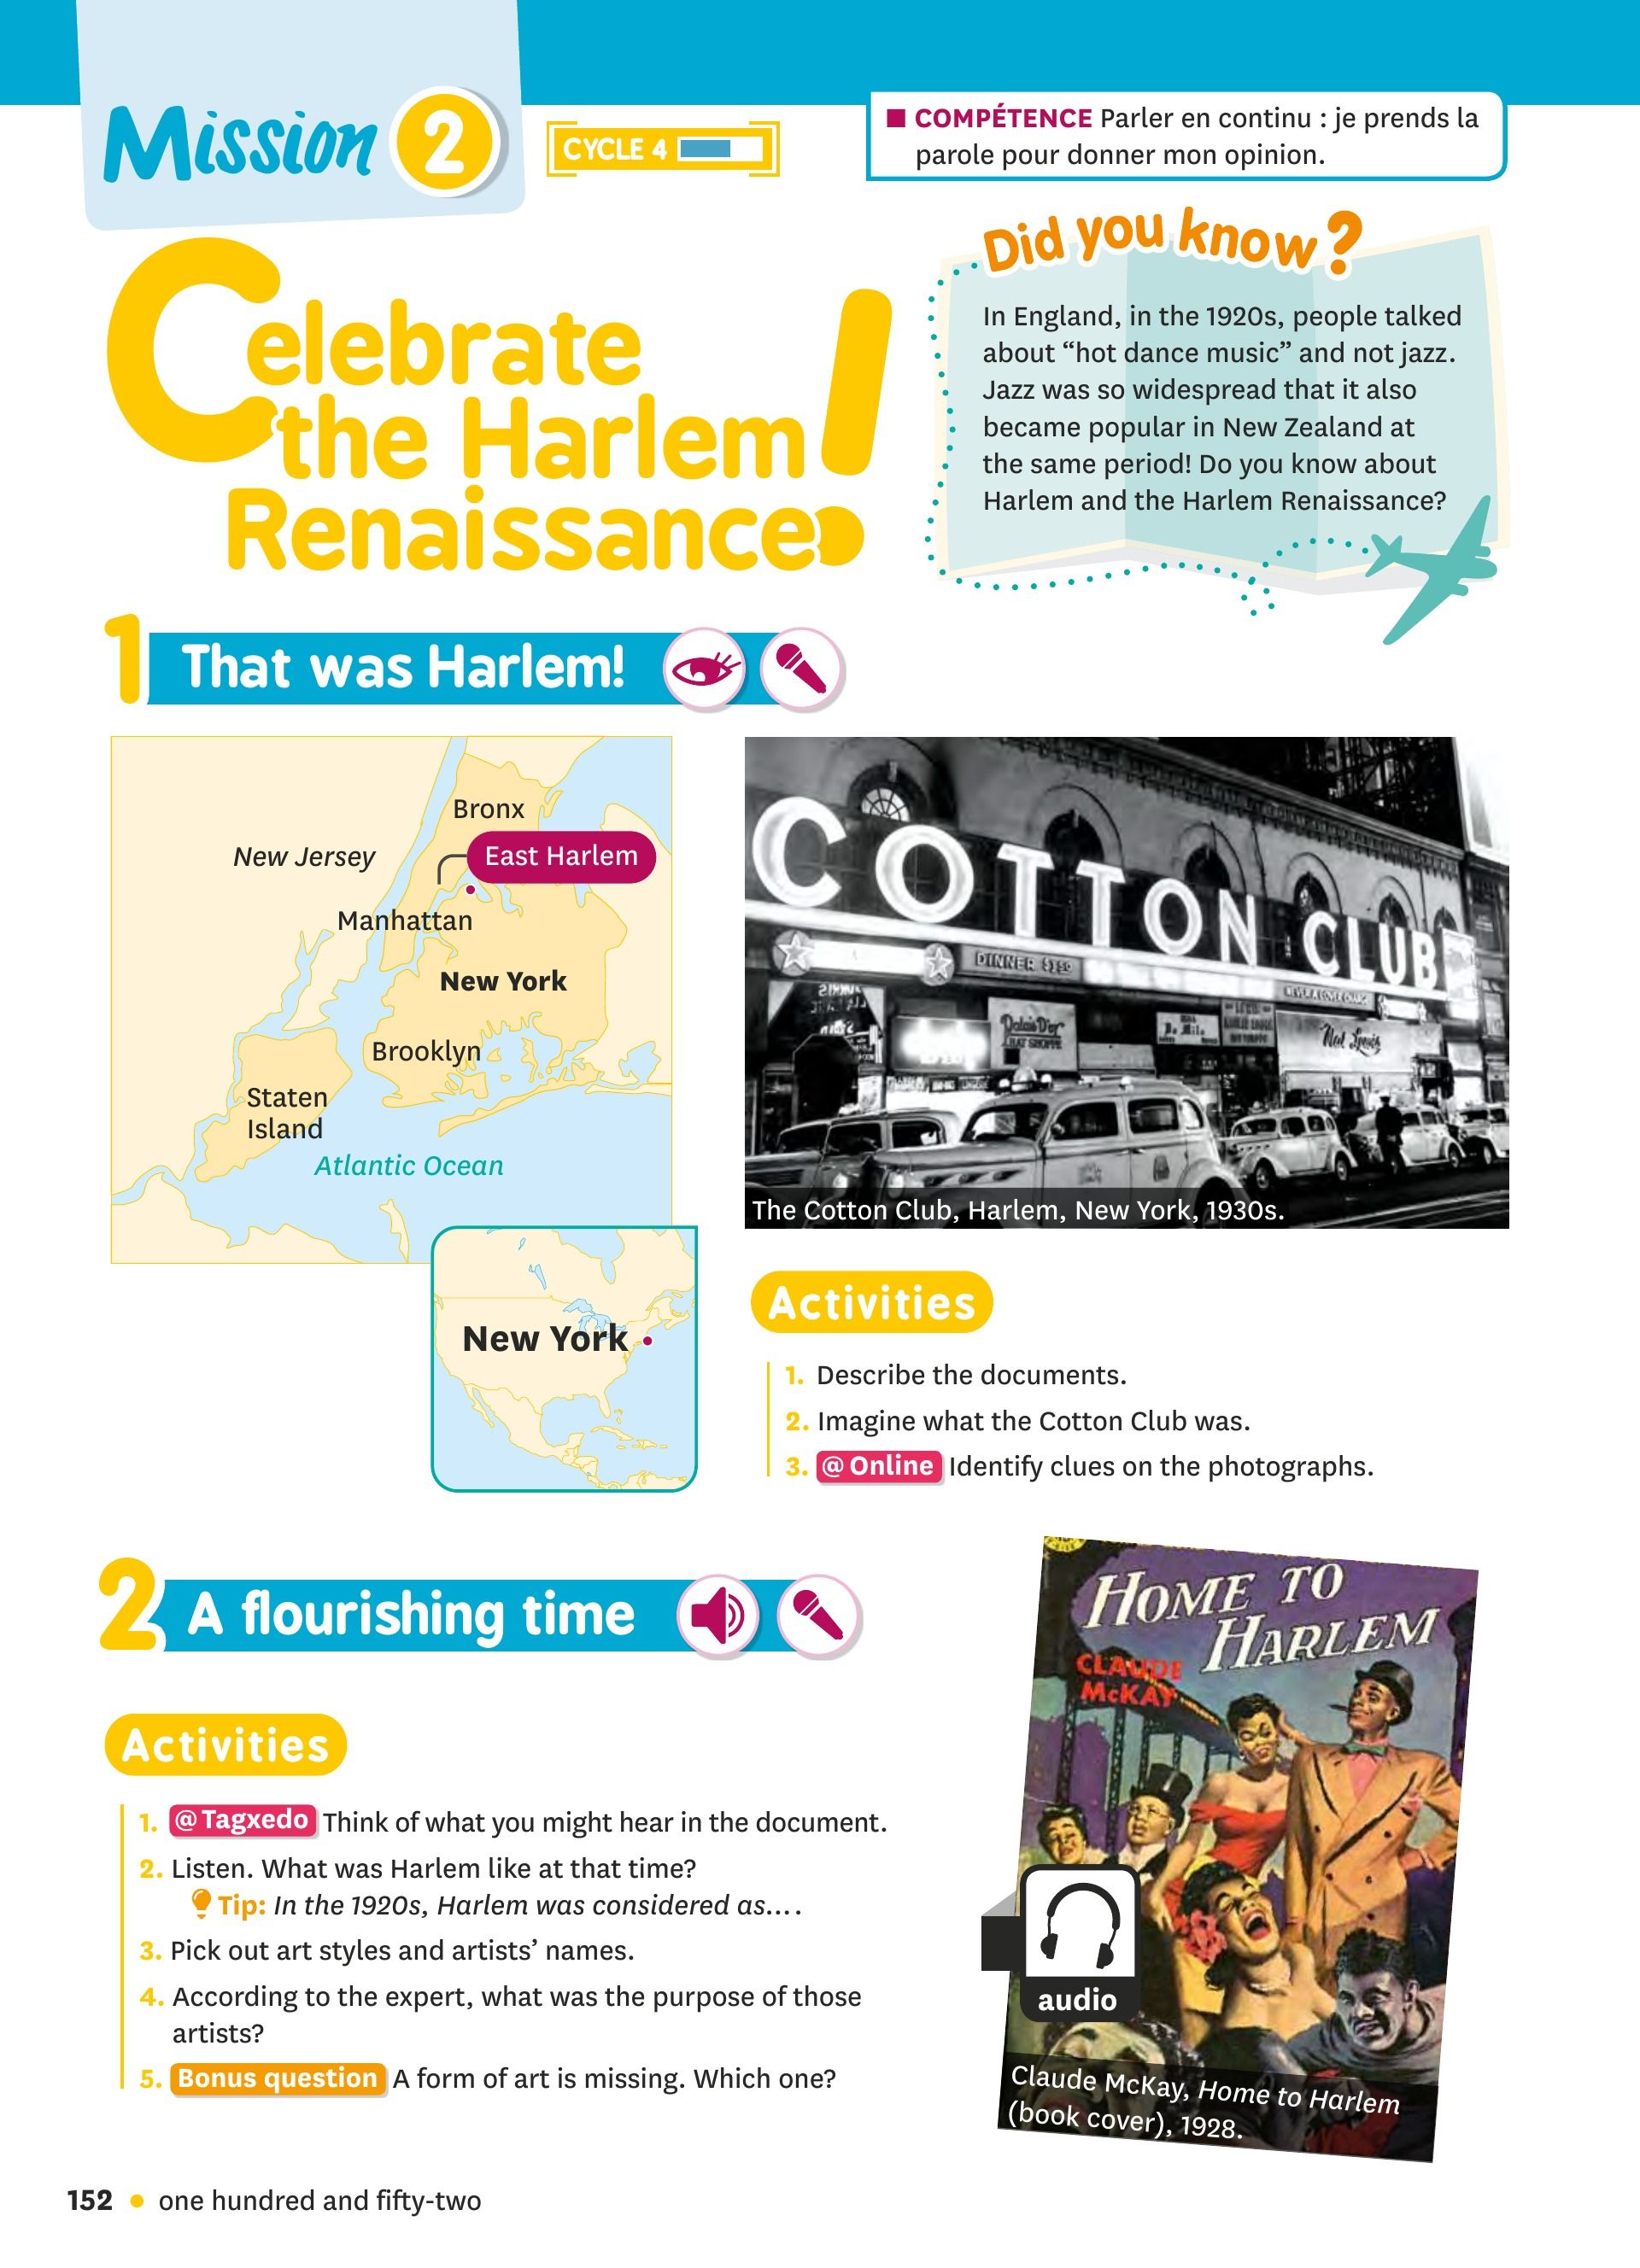 Mission 2
CYCLE 4
■ COMPÉTENCE Parler en continu : je prends la
parole pour donner mon opinion.
Celebrate
the Harlem
Renaissance!
Did you know?
In England, in the 1920s, people talked
about “hot dance music” and not jazz.
Jazz was so widespread that it also
became popular in New Zealand at
the same period! Do you know about
Harlem and the Harlem Renaissance?
1 That was Harlem!
Bronx
New Jersey
East Harlem
Manhattan
New York
Brooklyn
Staten
Island
Atlantic Ocean
New York
COTTON CLUB
DINNER $1.50
NEVER A COVER CHARGE
Palais D'or
HAT SHOPPE
Ted Lewis
The Cotton Club, Harlem, New York, 1930s.
Activities
1. Describe the documents.
2. Imagine what the Cotton Club was.
3. @ Online Identify clues on the photographs.
2 A flourishing time
Activities
1. @ Tagxedo Think of what you might hear in the document.
2. Listen. What was Harlem like at that time?
Tip: In the 1920s, Harlem was considered as….
3. Pick out art styles and artists’ names.
4. According to the expert, what was the purpose of those
artists?
5. Bonus question A form of art is missing. Which one?
HOME TO
HARLEM
CLAUDE
McKAY
audio
Claude McKay, Home to Harlem
(book cover), 1928.
152 • one hundred and fifty-two